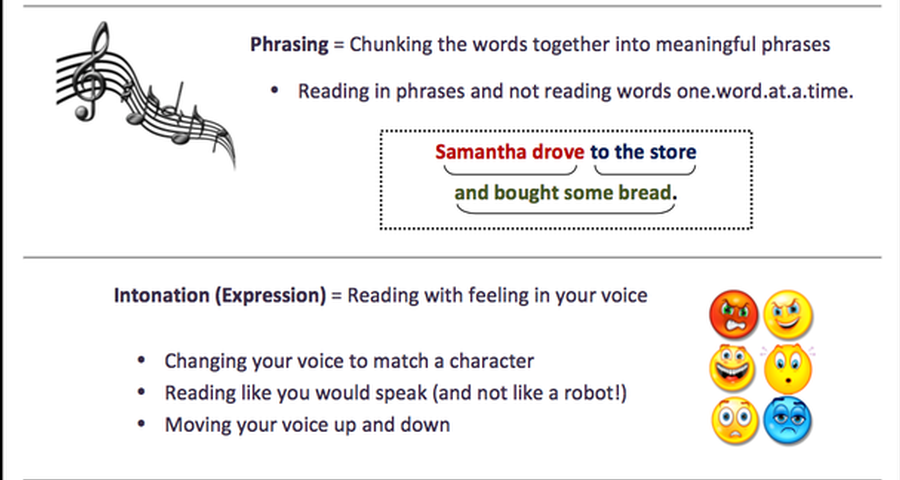 Phrasing = Chunking the words together into meaningful phrases
• Reading in phrases and not reading words one.word.at.a.time.
Samantha drove to the store
and bought some bread.
Intonation (Expression) = Reading with feeling in your voice
• Changing your voice to match a character
• Reading like you would speak (and not like a robot!)
• Moving your voice up and down